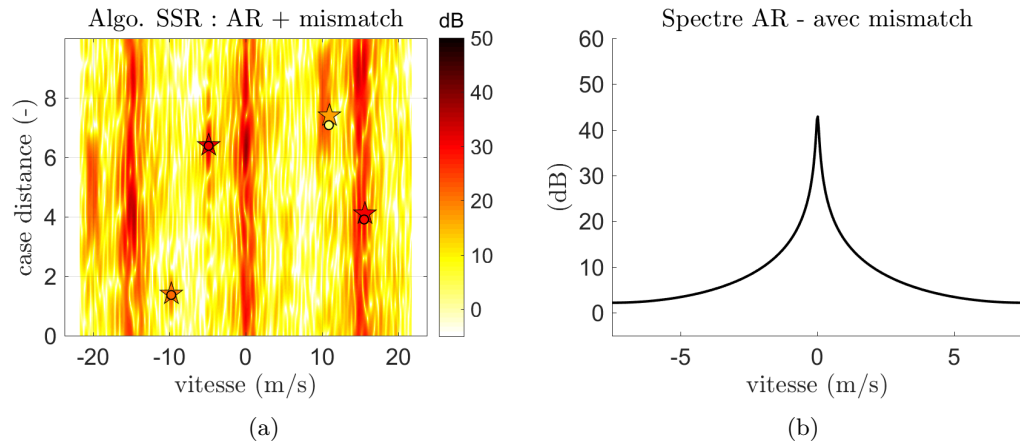 Algo. SSR : AR + mismatch
dB
50
40
30
20
10
0
case distance (-)
8
6
4
2
0
-20
-10
0
10
20
vitesse (m/s)
(a)
Spectre AR - avec mismatch
(dB)
60
50
40
30
20
10
0
-5
0
5
vitesse (m/s)
(b)